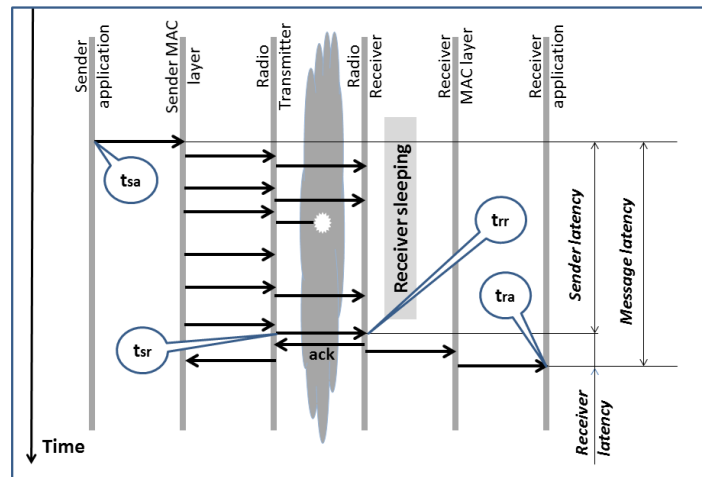 Sender
application
Sender MAC
layer
Radio
Transmitter
Radio
Receiver
Receiver
MAC layer
Receiver
application
tsa
Receiver sleeping
trr
tra
tsr
ack
Sender latency
Message latency
Receiver
latency
Time